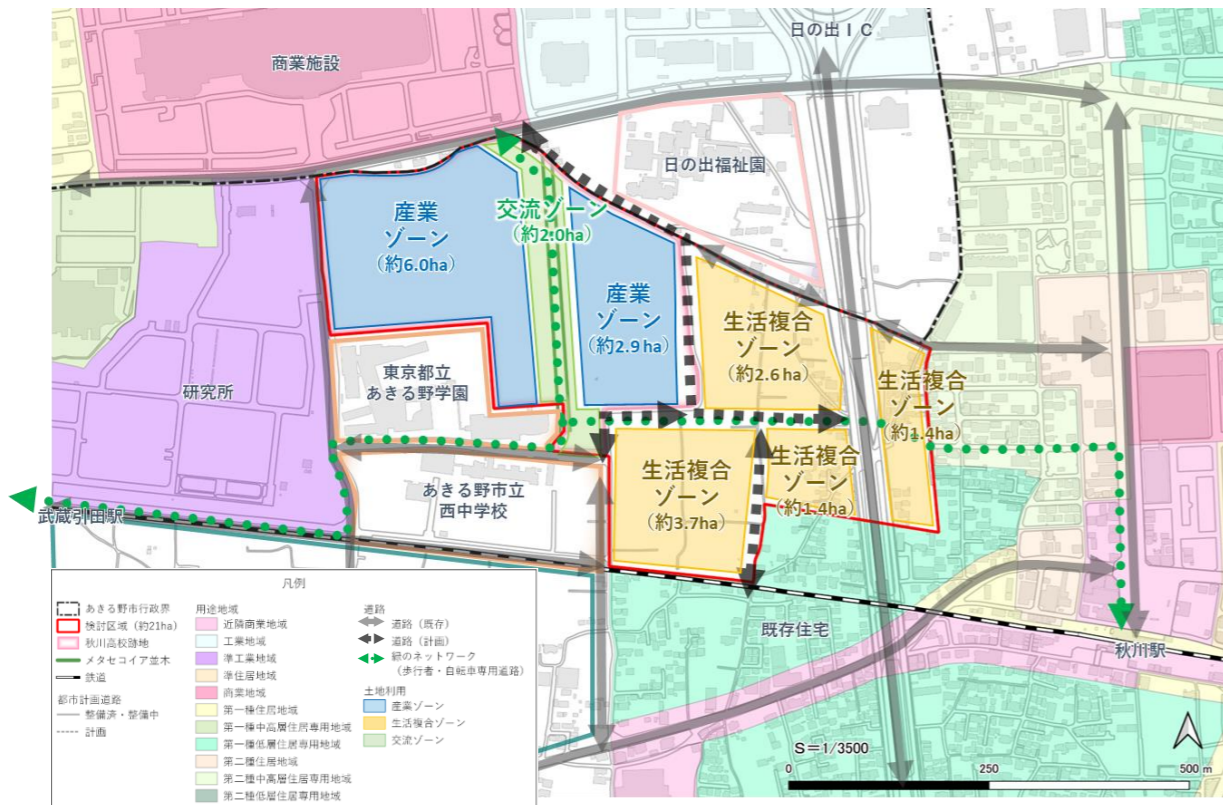 日の出ＩＣ
商業施設
日の出福祉園
産業
ゾーン
（約6.0ha）
交流ゾーン
（約2.0ha）
産業
ゾーン
（約2.9ha）
生活複合
ゾーン
（約2.6ha）
生活複合
ゾーン
（約1.4ha）
東京都立
あきる野学園
研究所
生活複合
ゾーン
（約3.7ha）
生活複合
ゾーン
（約1.4ha）
あきる野市立
西中学校
武蔵引田駅
既存住宅
秋川駅
凡例
あきる野市行政界
検討区域（約21ha）
秋川高校跡地
メタセコイア並木
鉄道
都市計画道路
整備済・整備中
計画
用途地域
近隣商業地域
工業地域
準工業地域
準住居地域
商業地域
第一種住居地域
第一種中高層住居専用地域
第一種低層住居専用地域
第二種住居地域
第二種中高層住居専用地域
第二種低層住居専用地域
道路
道路（既存）
道路（計画）
緑のネットワーク
（歩行者・自転車専用道路）
土地利用
産業ゾーン
生活複合ゾーン
交流ゾーン
S＝1/3500
0 250 500 m